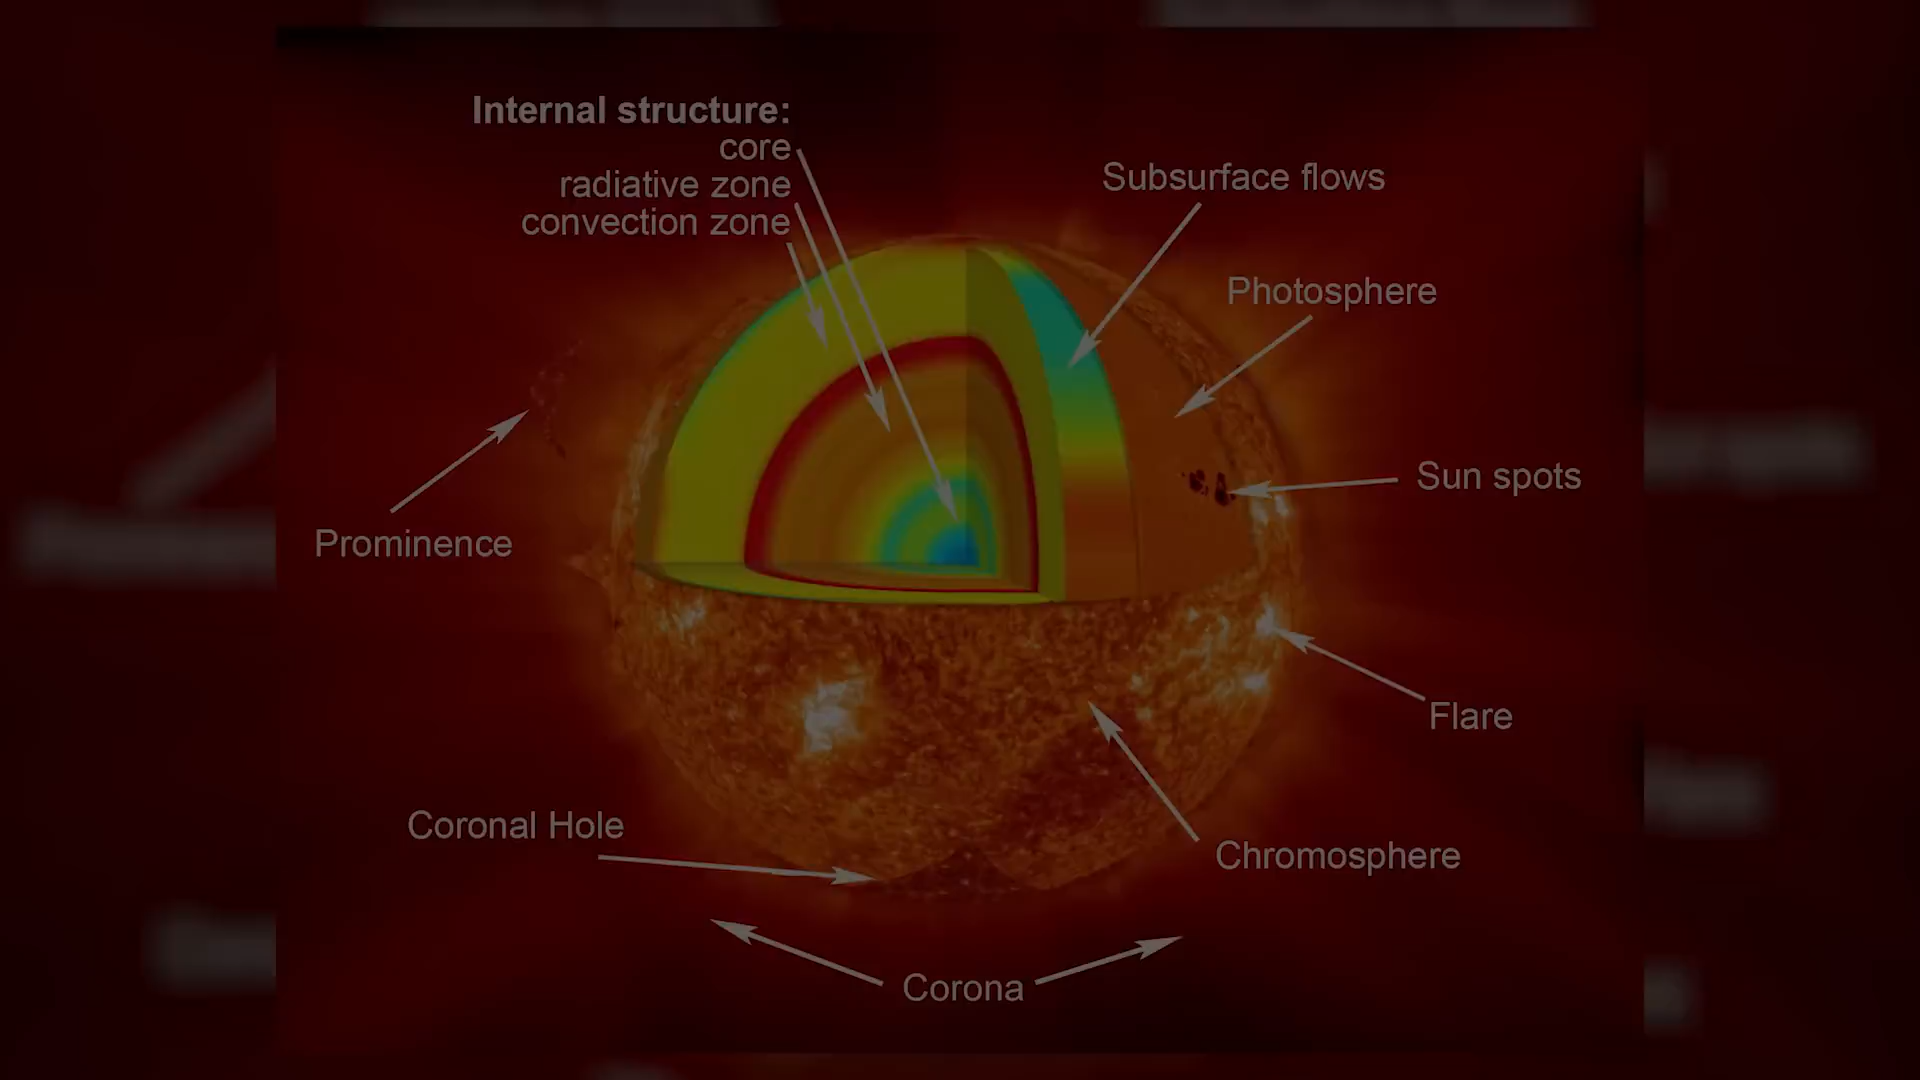 Internal structure:
core
radiative zone
convection zone
Subsurface flows
Photosphere
Sun spots
Prominence
Flare
Coronal Hole
Chromosphere
Corona